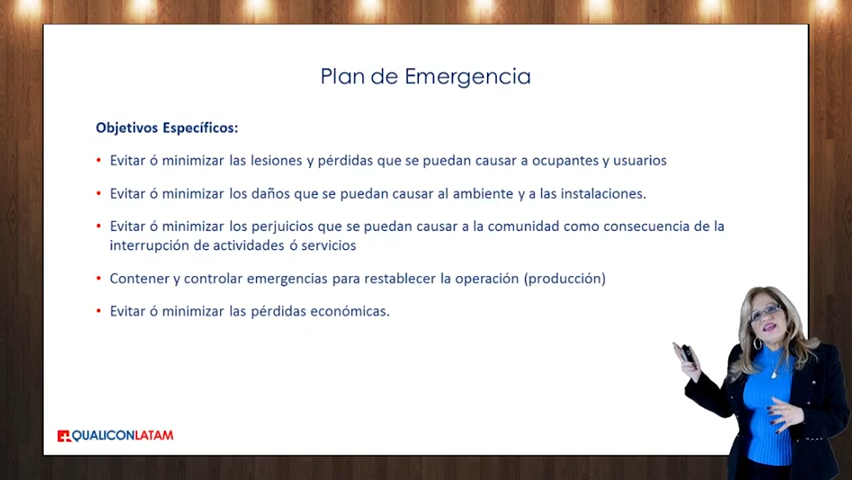 Plan de Emergencia
Objetivos Específicos:
• Evitar ó minimizar las lesiones y pérdidas que se puedan causar a ocupantes y usuarios
• Evitar ó minimizar los daños que se puedan causar al ambiente y a las instalaciones.
• Evitar ó minimizar los perjuicios que se puedan causar a la comunidad como consecuencia de la
interrupción de actividades ó servicios
• Contener y controlar emergencias para restablecer la operación (producción)
• Evitar ó minimizar las pérdidas económicas.
QUALICONLATAM